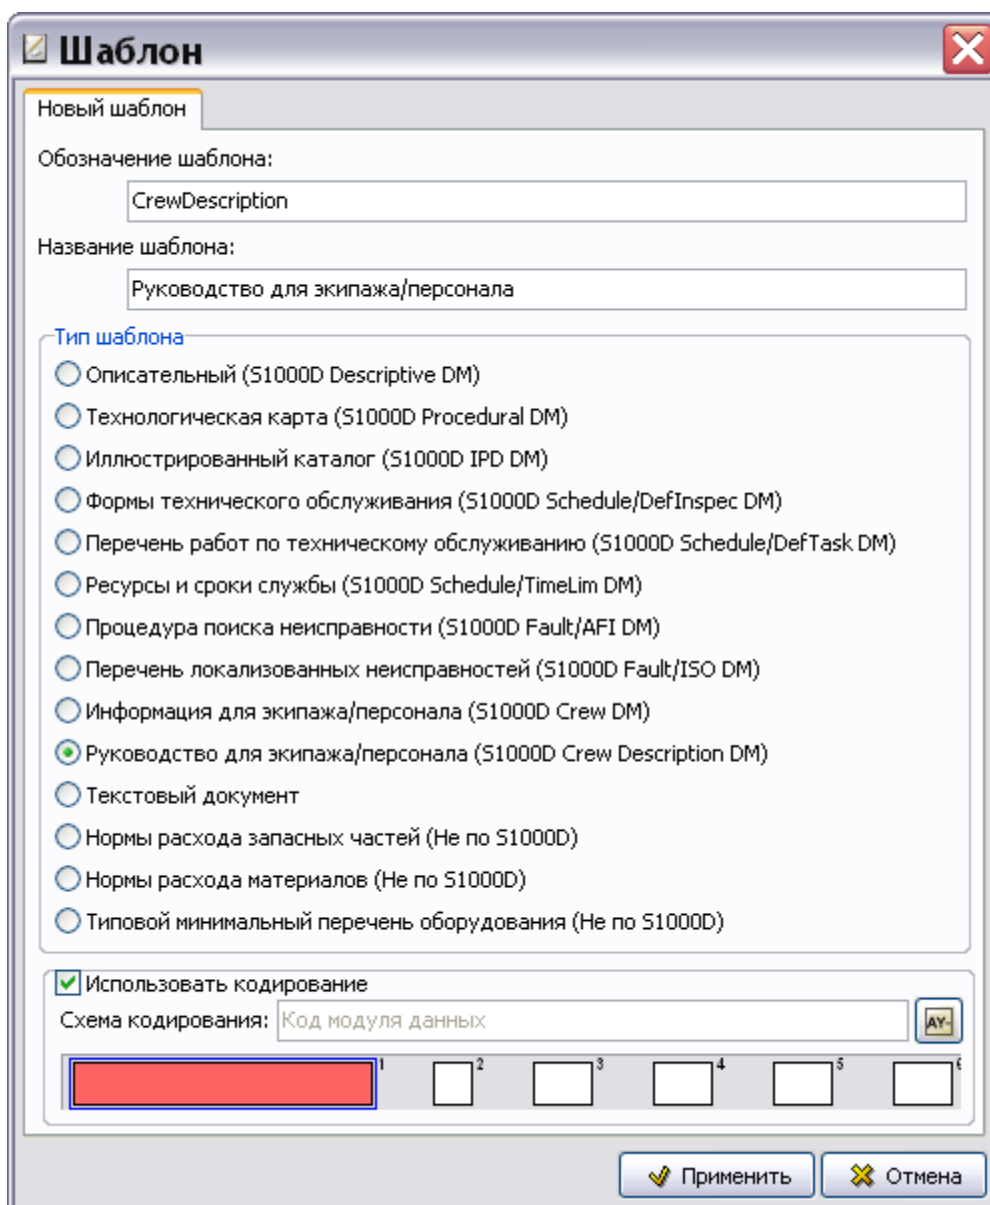 Шаблон
Новый шаблон
Обозначение шаблона:
CrewDescription
Название шаблона:
Руководство для экипажа/персонала
Тип шаблона
Описательный (S1000D Descriptive DM)
Технологическая карта (S1000D Procedural DM)
Иллюстрированный каталог (S1000D IPD DM)
Формы технического обслуживания (S1000D Schedule/DefInspec DM)
Перечень работ по техническому обслуживанию (S1000D Schedule/DefTask DM)
Ресурсы и сроки службы (S1000D Schedule/TimeLim DM)
Процедура поиска неисправности (S1000D Fault/AFI DM)
Перечень локализованных неисправностей (S1000D Fault/ISO DM)
Информация для экипажа/персонала (S1000D Crew DM)
Руководство для экипажа/персонала (S1000D Crew Description DM)
Текстовый документ
Нормы расхода запасных частей (Не по S1000D)
Нормы расхода материалов (Не по S1000D)
Типовой минимальный перечень оборудования (Не по S1000D)
Использовать кодирование
Схема кодирования: Код модуля данных AY-
1 2 3 4 5 6
Применить Отмена